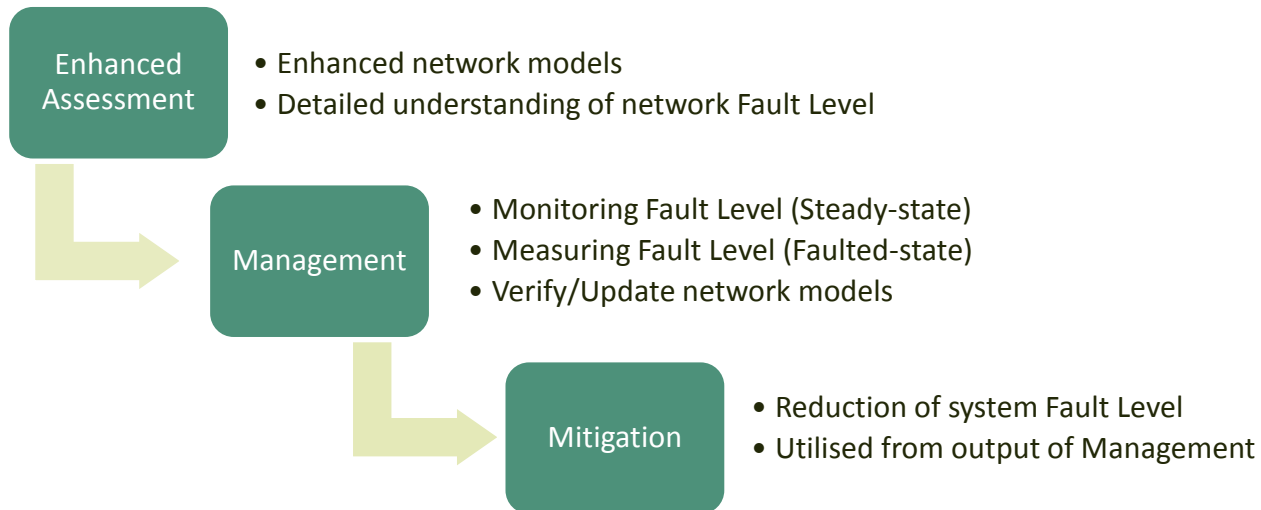 Enhanced
Assessment
• Enhanced network models
• Detailed understanding of network Fault Level
Management
• Monitoring Fault Level (Steady-state)
• Measuring Fault Level (Faulted-state)
• Verify/Update network models
Mitigation
• Reduction of system Fault Level
• Utilised from output of Management